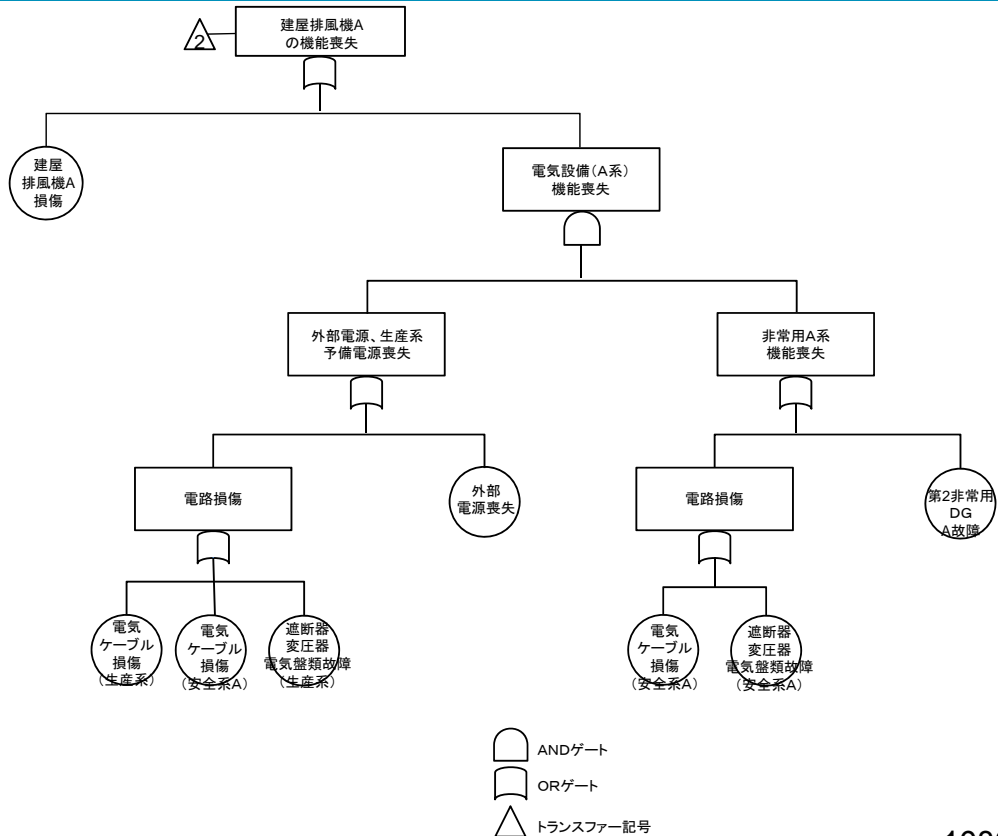 建屋排風機A
の機能喪失
2
建屋
排風機A
損傷
電気設備(A系)
機能喪失
外部電源、生産系
予備電源喪失
非常用A系
機能喪失
電路損傷
外部
電源喪失
電路損傷
第2非常用
DG
A故障
電気
ケーブル
損傷
(生産系)
電気
ケーブル
損傷
(安全系A)
遮断器
変圧器
電気盤類故障
(生産系)
電気
ケーブル
損傷
(安全系A)
遮断器
変圧器
電気盤類故障
(安全系A)
ANDゲート
ORゲート
トランスファー記号